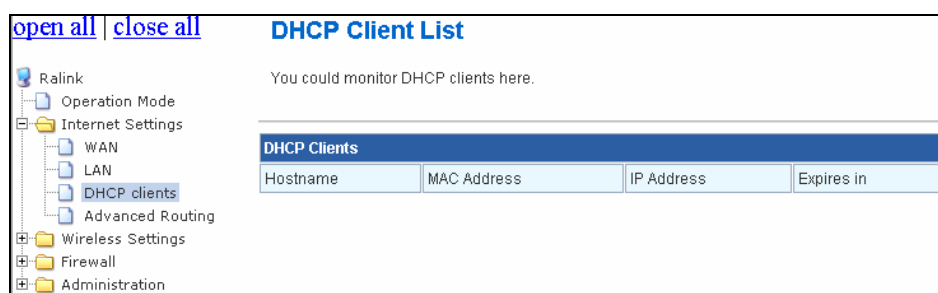 open all | close all
Ralink
Operation Mode
Internet Settings
WAN
LAN
DHCP clients
Advanced Routing
Wireless Settings
Firewall
Administration
DHCP Client List
You could monitor DHCP clients here.
DHCP Clients
Hostname MAC Address IP Address Expires in